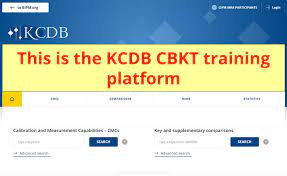 to BIPM.org
CIPM MRA PARTICIPANTS
KCDB
This is the KCDB CBKT training
platform
CMCS
COMPARISONS
NEWS
STATISTICS
Calibration and Measurement Capabilities - CMCs
Key and supplementary comparisons
SEARCH
SEARCH
Advanced search
Advanced search